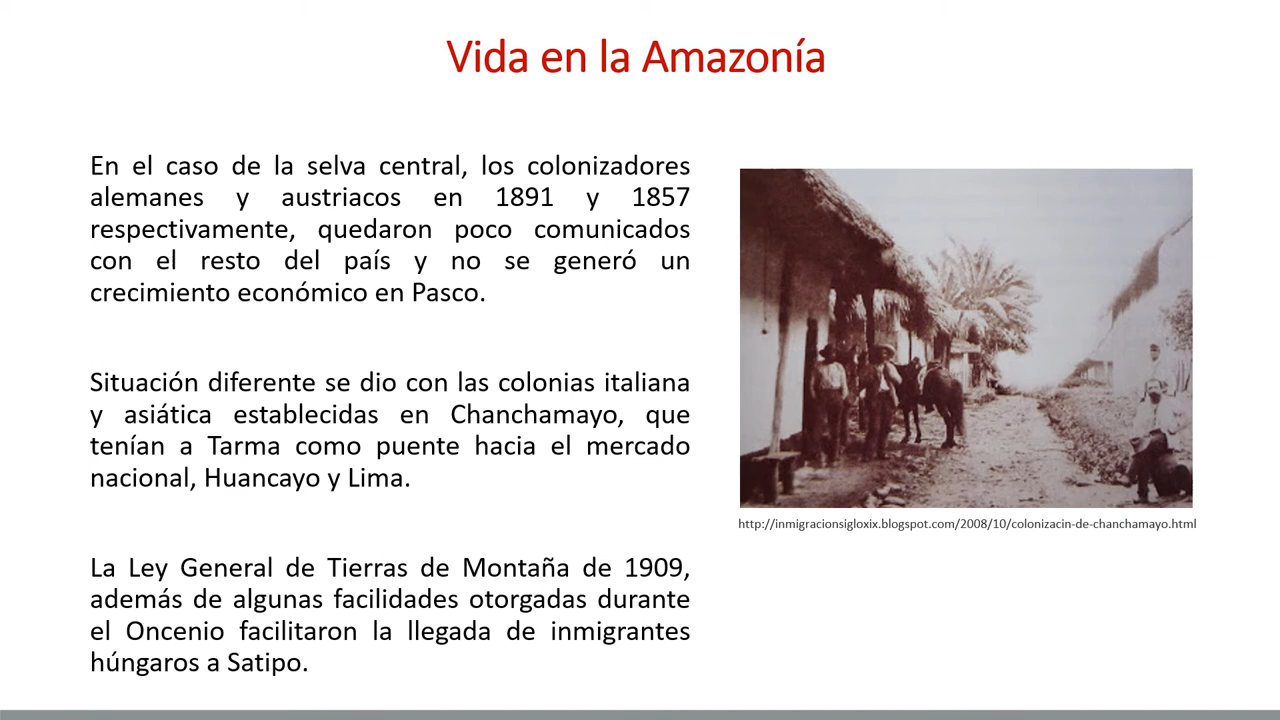 Vida en la Amazonía
En el caso de la selva central, los colonizadores
alemanes y austriacos en 1891 y 1857
respectivamente, quedaron poco comunicados
con el resto del país y no se generó un
crecimiento económico en Pasco.
Situación diferente se dio con las colonias italiana
y asiática establecidas en Chanchamayo, que
tenían a Tarma como puente hacia el mercado
nacional, Huancayo y Lima.
La Ley General de Tierras de Montaña de 1909,
además de algunas facilidades otorgadas durante
el Oncenio facilitaron la llegada de inmigrantes
húngaros a Satipo.
http://inmigracionsigloxix.blogspot.com/2008/10/colonizacin-de-chanchamayo.html